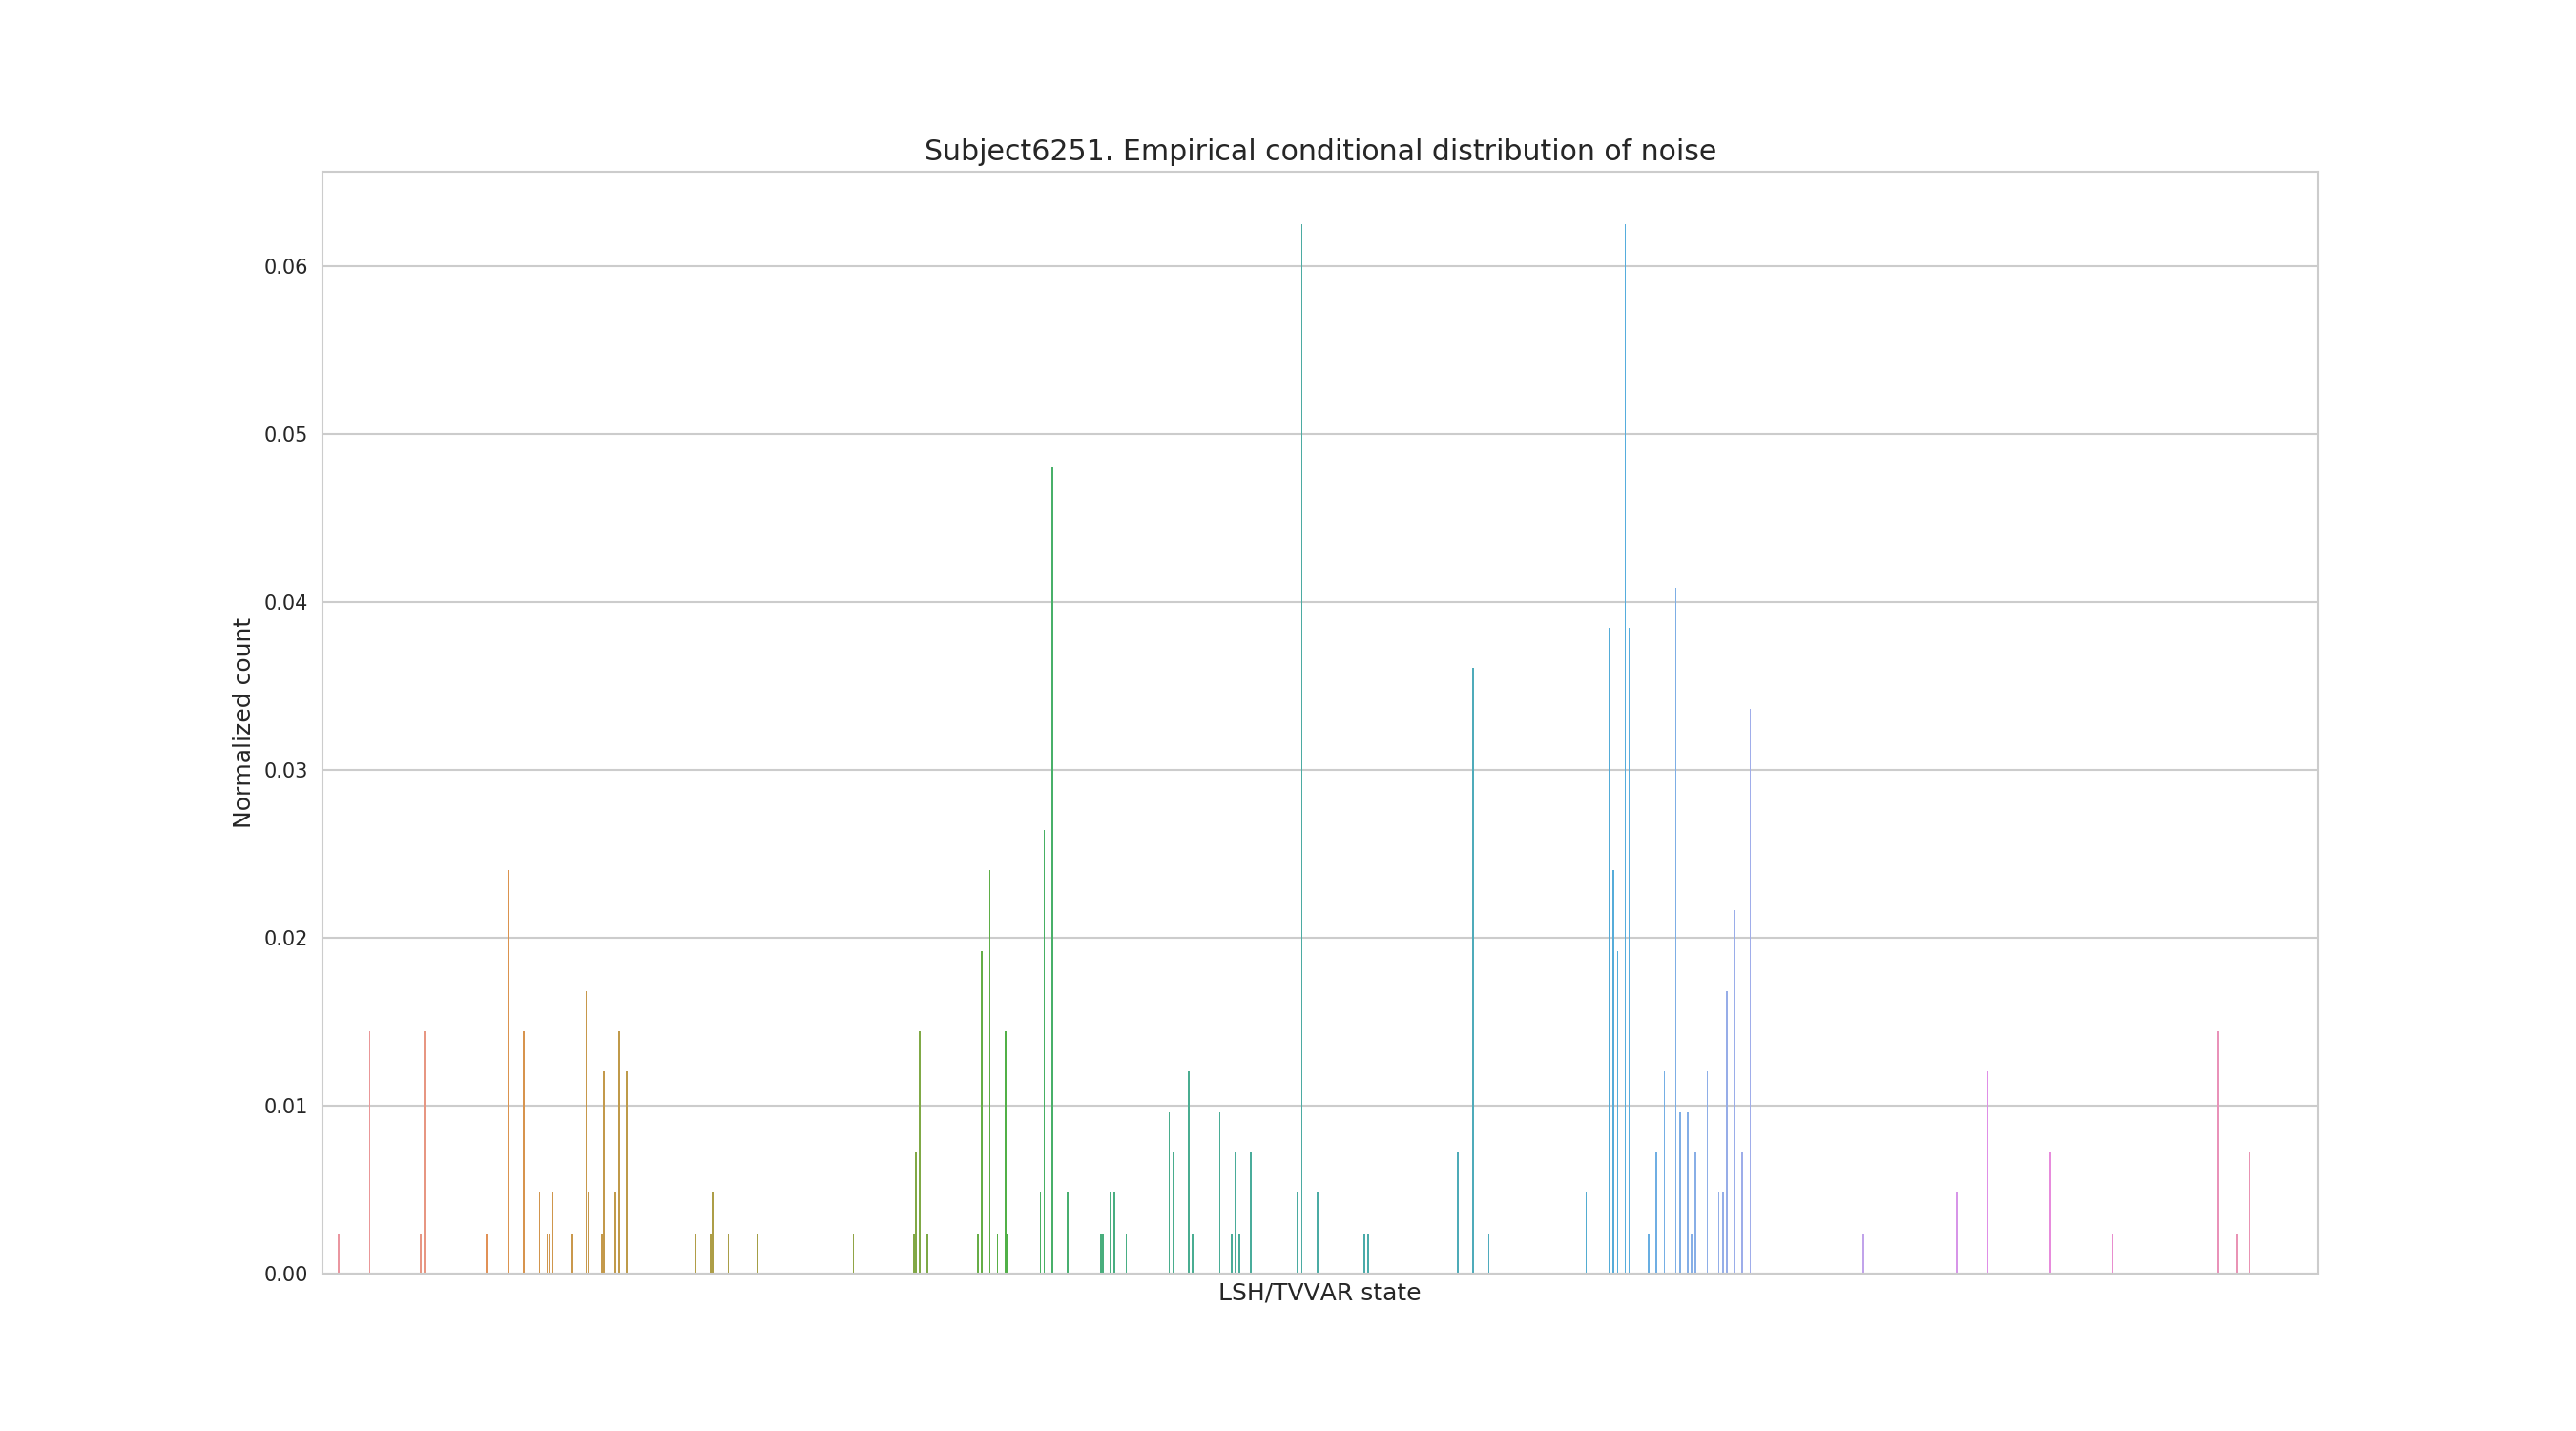 Subject6251. Empirical conditional distribution of noise
0.06
0.05
0.04
0.03
0.02
0.01
0.00
Normalized count
LSH/TVVAR state